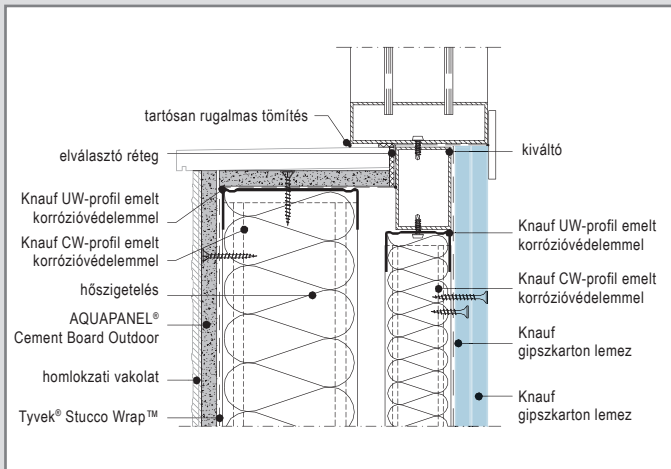 tartósan rugalmas tömítés
elválasztó réteg
Knauf UW-profil emelt
korrózióvédelemmel
Knauf CW-profil emelt
korrózióvédelemmel
hőszigetelés
AQUAPANEL®
Cement Board Outdoor
homlokzati vakolat
Tyvek® Stucco Wrap™
kiváltó
Knauf UW-profil emelt
korrózióvédelemmel
Knauf CW-profil emelt
korrózióvédelemmel
Knauf
gipszkarton lemez
Knauf
gipszkarton lemez